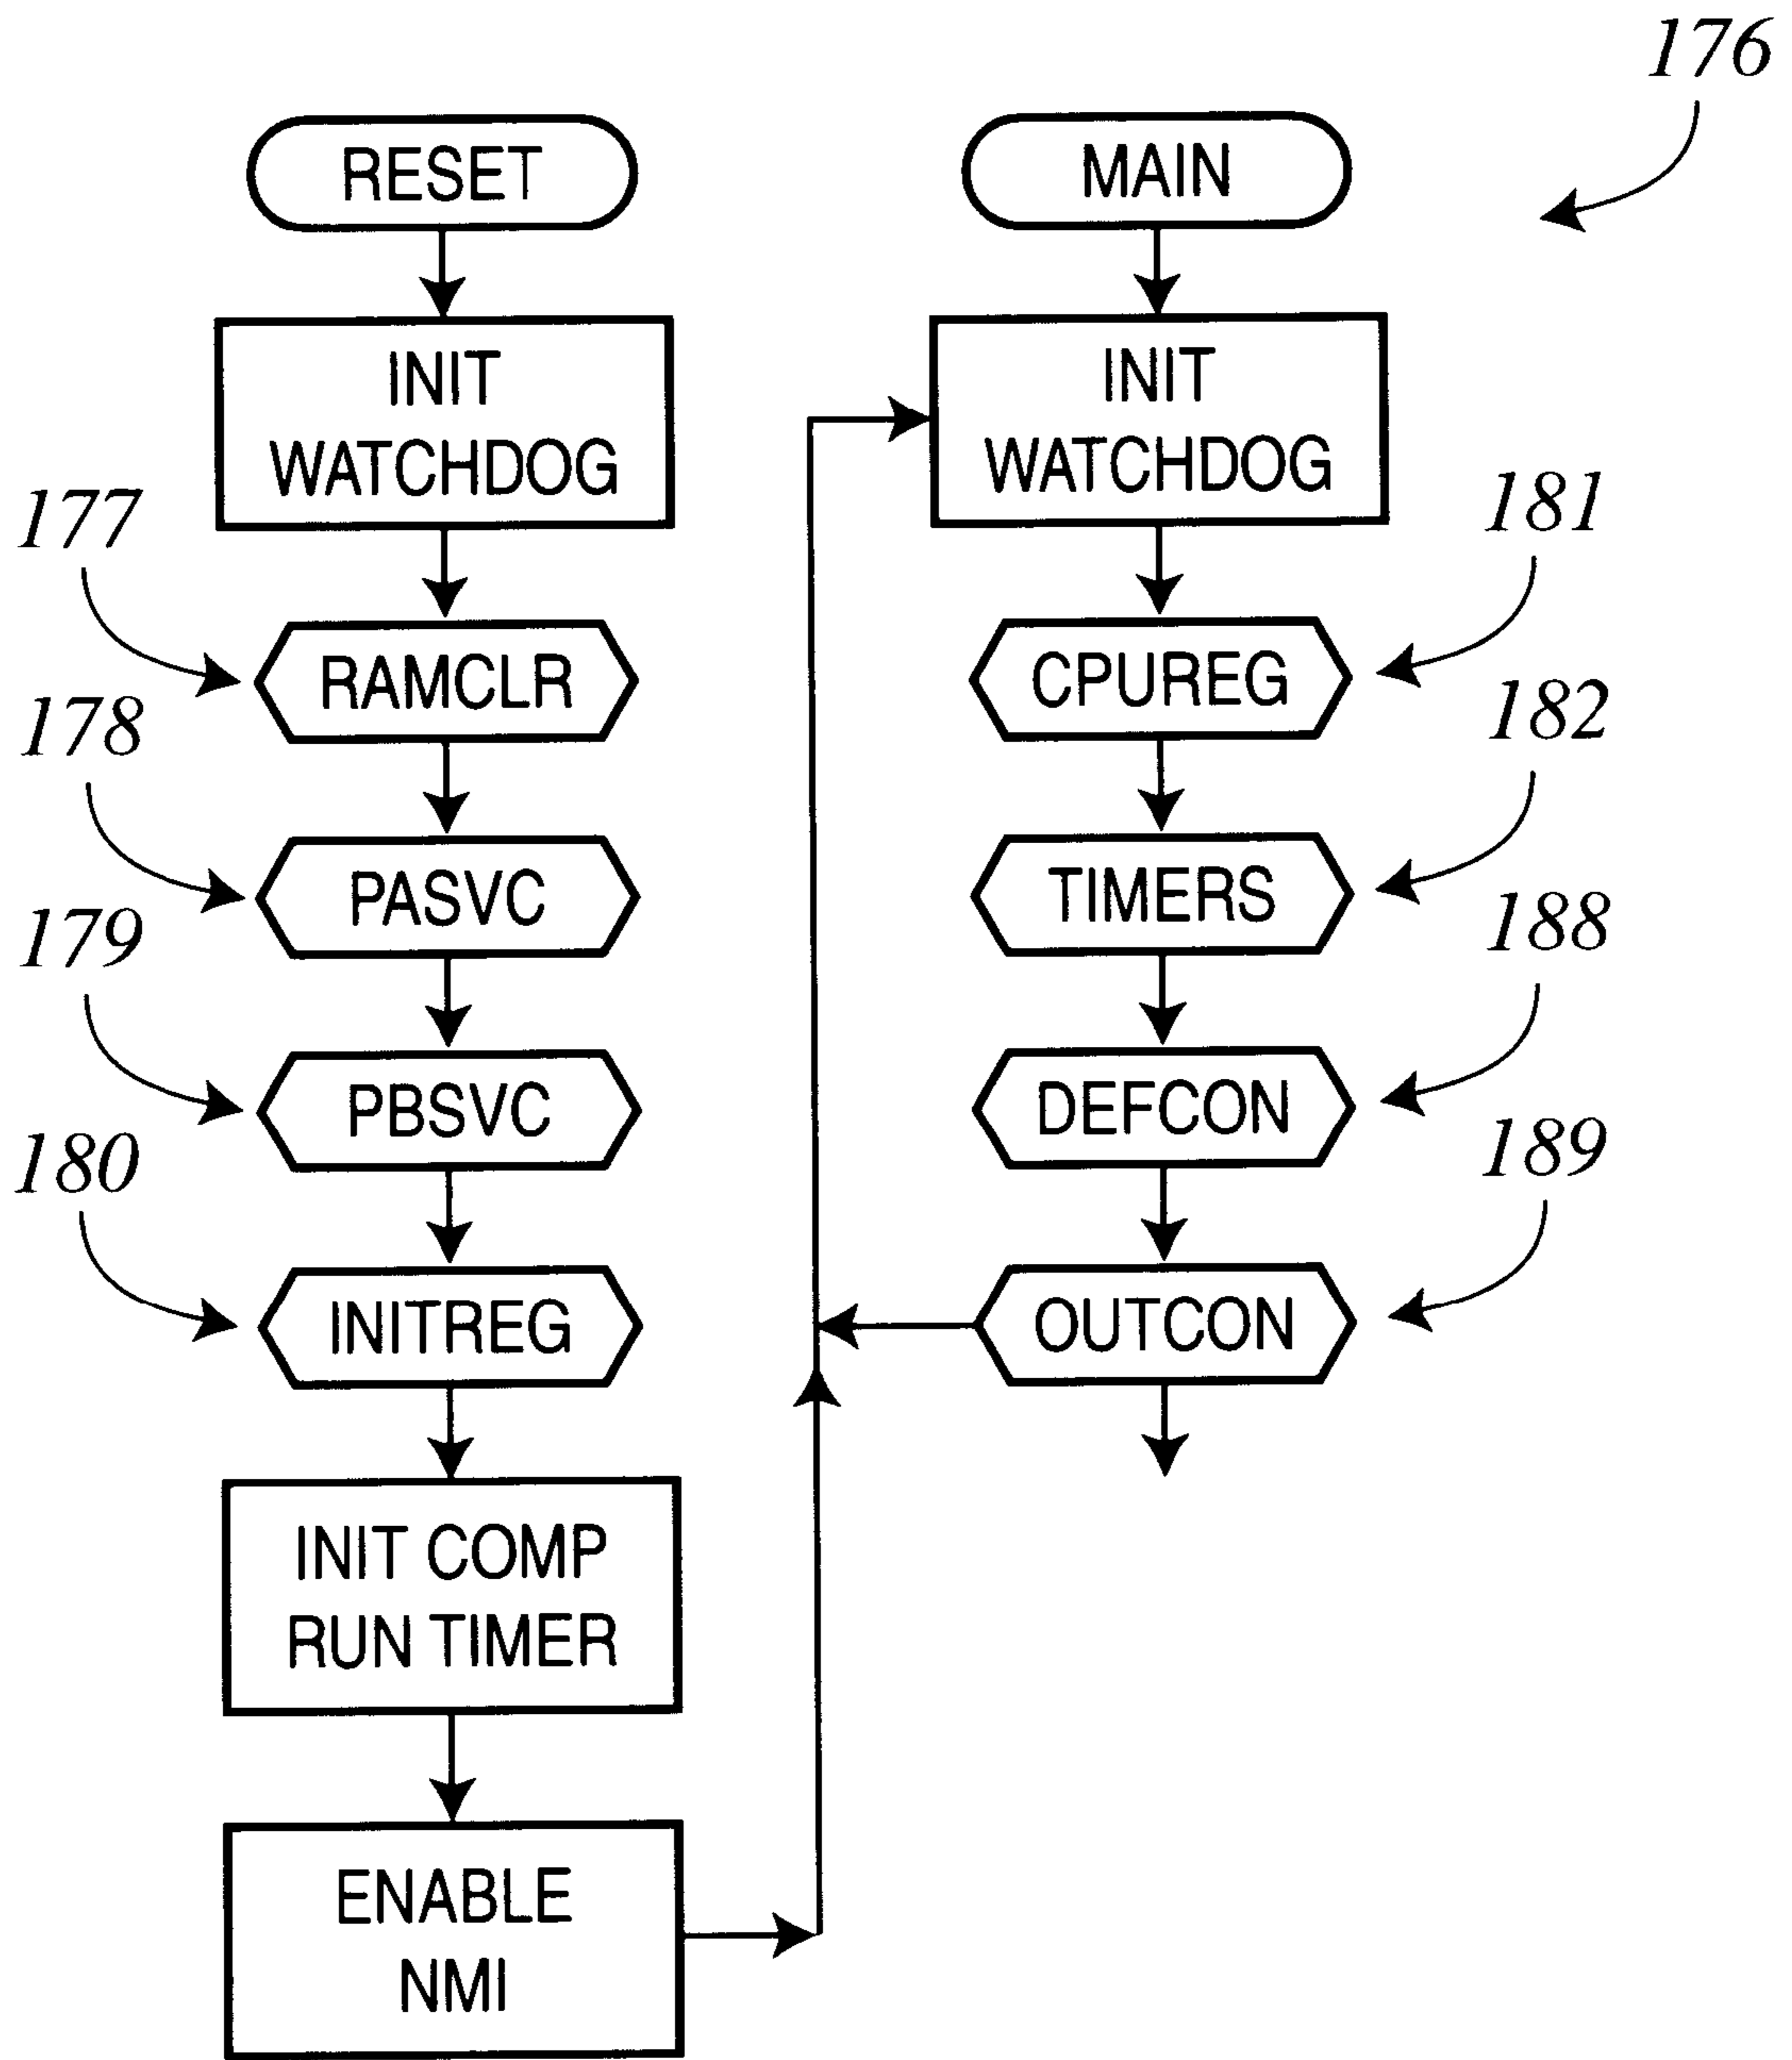 176
RESET
INIT
WATCHDOG
177
RAMCLR
178
PASVC
179
PBSVC
180
INITREG
INIT COMP
RUN TIMER
ENABLE
NMI
MAIN
INIT
WATCHDOG
181
CPUREG
182
TIMERS
188
DEFCON
189
OUTCON